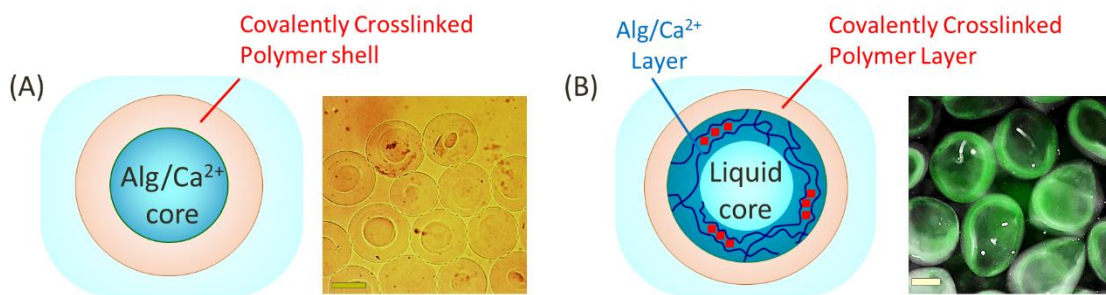 (A)
Covalently Crosslinked
Polymer shell
Alg/Ca²⁺
core
(B)
Alg/Ca²⁺
Layer
Covalently Crosslinked
Polymer Layer
Liquid
core